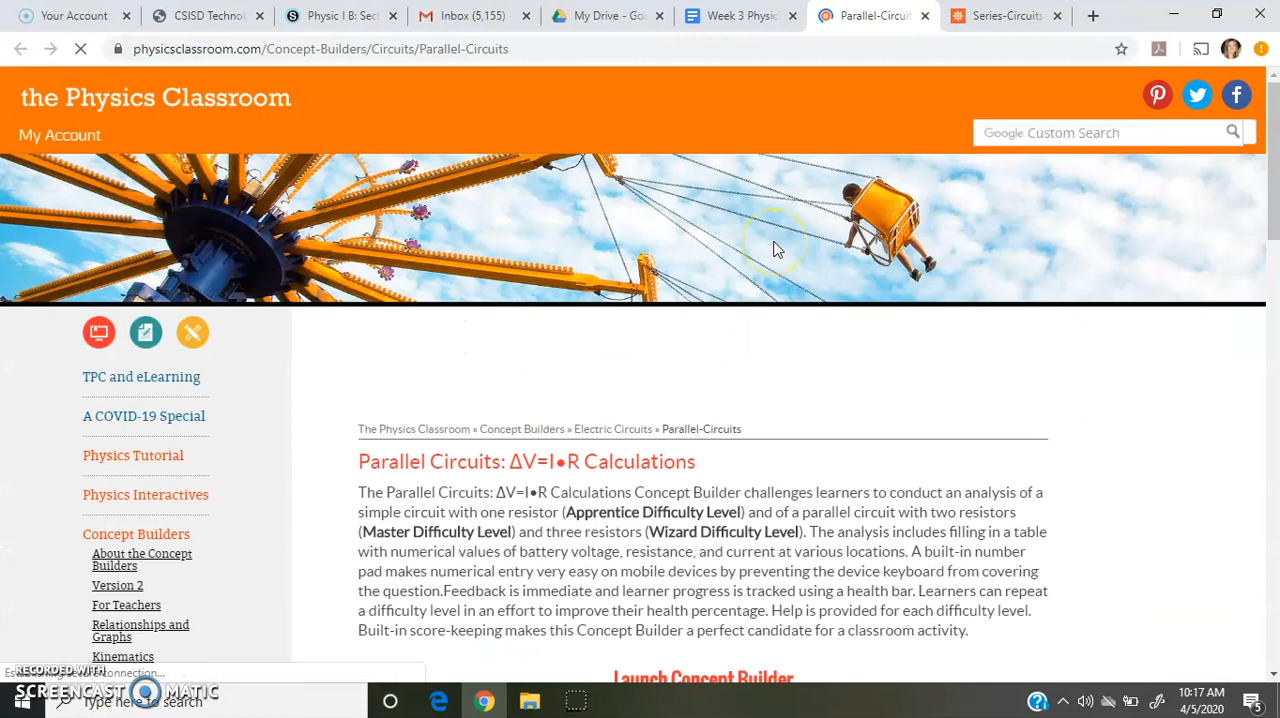 Your Account
CSISD Techno
Physic I B: Sect
Inbox (5,155)
My Drive - Go
Week 3 Physic
Parallel-Circuit
Series-Circuits
physicsclassroom.com/Concept-Builders/Circuits/Parallel-Circuits
the Physics Classroom
My Account
Google Custom Search
TPC and eLearning
A COVID-19 Special
Physics Tutorial
Physics Interactives
Concept Builders
About the Concept
Builders
Version 2
For Teachers
Relationships and
Graphs
Kinematics
The Physics Classroom » Concept Builders » Electric Circuits » Parallel-Circuits
Parallel Circuits: ΔV=I•R Calculations
The Parallel Circuits: ΔV=I•R Calculations Concept Builder challenges learners to conduct an analysis of a
simple circuit with one resistor (Apprentice Difficulty Level) and of a parallel circuit with two resistors
(Master Difficulty Level) and three resistors (Wizard Difficulty Level). The analysis includes filling in a table
with numerical values of battery voltage, resistance, and current at various locations. A built-in number
pad makes numerical entry very easy on mobile devices by preventing the device keyboard from covering
the question.Feedback is immediate and learner progress is tracked using a health bar. Learners can repeat
a difficulty level in an effort to improve their health percentage. Help is provided for each difficulty level.
Built-in score-keeping makes this Concept Builder a perfect candidate for a classroom activity.
Launch Concept Builder
Establishing secure connection...
RECORDED WITH
SCREENCAST MATIC
Type here to search
10:17 AM
4/5/2020
5